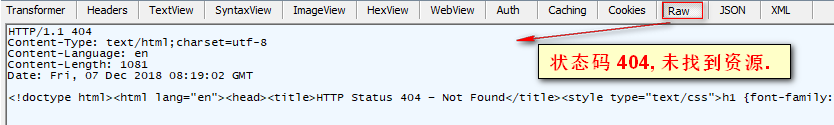 Transformer Headers TextView SyntaxView ImageView HexView WebView Auth Caching Cookies Raw JSON XML
HTTP/1.1 404
Content-Type: text/html;charset=utf-8
Content-Language: en
Content-Length: 1081
Date: Fri, 07 Dec 2018 08:19:02 GMT
状态码 404, 未找到资源.
<!doctype html><html lang="en"><head><title>HTTP Status 404 – Not Found</title><style type="text/css">h1 {font-family: